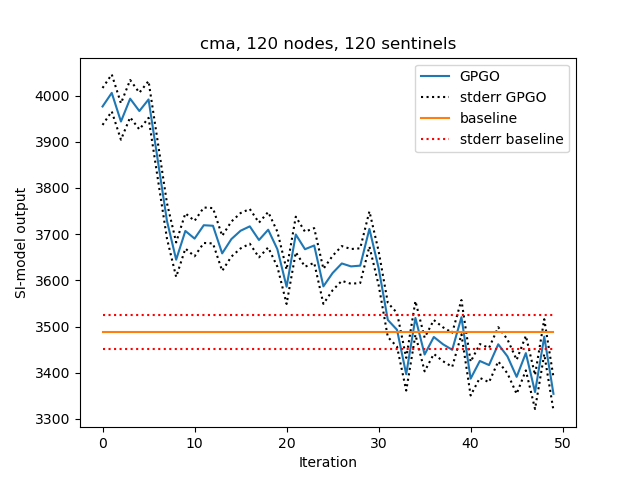 cma, 120 nodes, 120 sentinels
GPGO
stderr GPGO
baseline
stderr baseline
SI-model output
4000
3900
3800
3700
3600
3500
3400
3300
0 10 20 30 40 50
Iteration